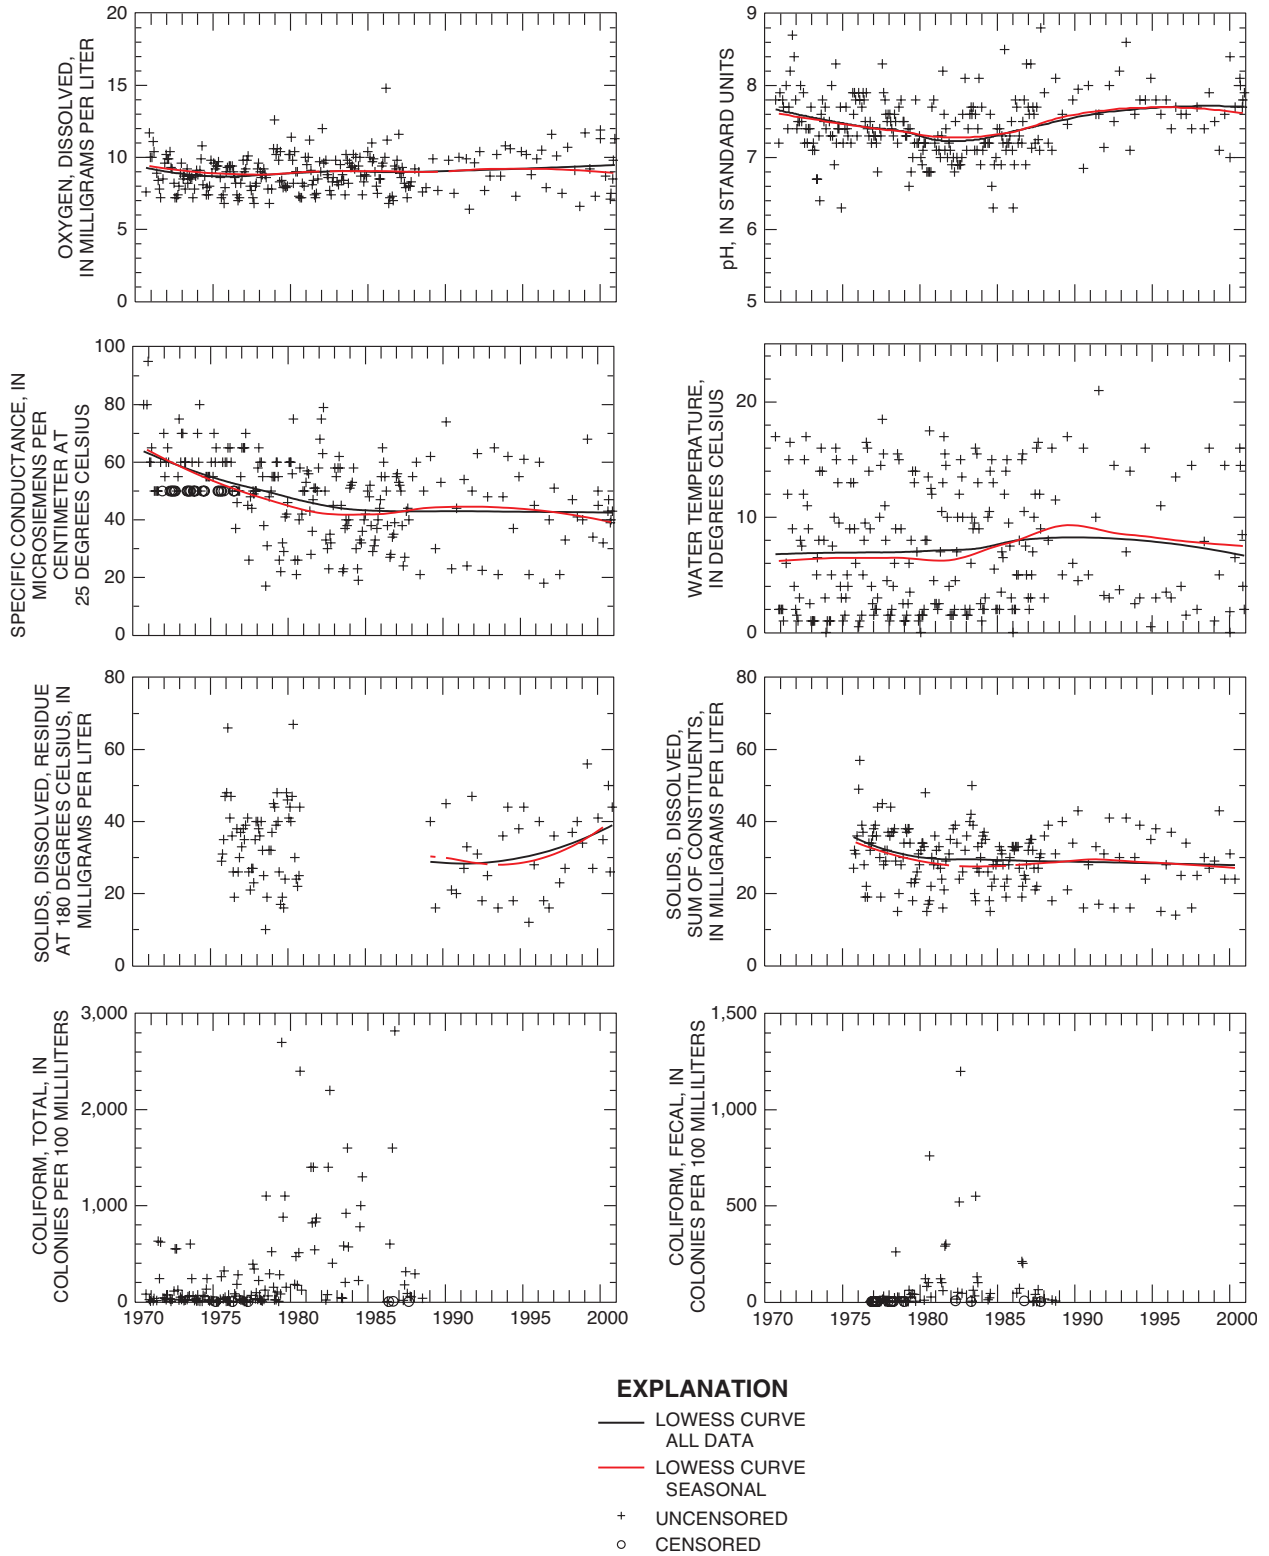 OXYGEN, DISSOLVED,
IN MILLIGRAMS PER LITER
20
15
10
5
0
pH, IN STANDARD UNITS
9
8
7
6
5
SPECIFIC CONDUCTANCE, IN
MICROSIEMENS PER
CENTIMETER AT
25 DEGREES CELSIUS
100
80
60
40
20
0
WATER TEMPERATURE,
IN DEGREES CELSIUS
20
10
0
SOLIDS, DISSOLVED, RESIDUE
AT 180 DEGREES CELSIUS, IN
MILLIGRAMS PER LITER
80
60
40
20
0
SOLIDS, DISSOLVED,
SUM OF CONSTITUENTS,
IN MILLIGRAMS PER LITER
80
60
40
20
0
COLIFORM, TOTAL, IN
COLONIES PER 100 MILLILITERS
3,000
2,000
1,000
0
1970 1975 1980 1985 1990 1995 2000
COLIFORM, FECAL, IN
COLONIES PER 100 MILLILITERS
1,500
1,000
500
0
1970 1975 1980 1985 1990 1995 2000
EXPLANATION
LOWESS CURVE
ALL DATA
LOWESS CURVE
SEASONAL
+ UNCENSORED
o CENSORED